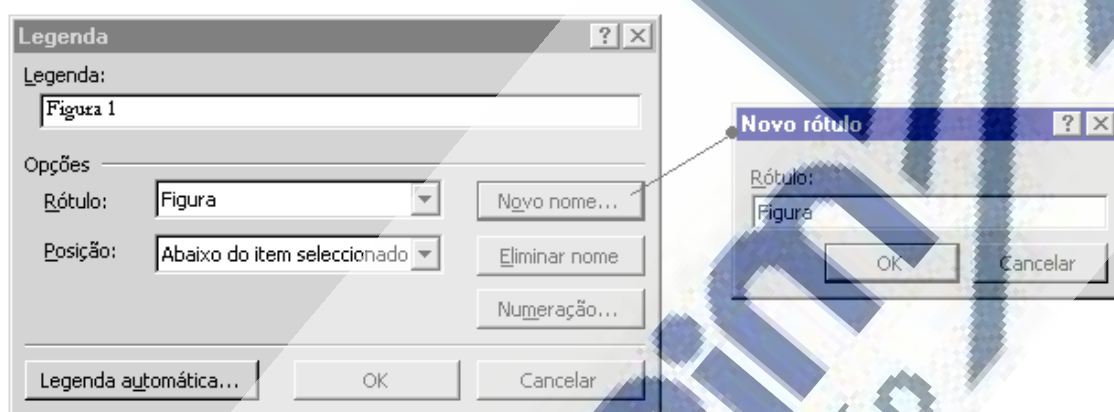 Legenda
Legenda:
Figura 1
Opções
Rótulo:
Figura
Novo nome...
Posição:
Abaixo do item seleccionado
Eliminar nome
Numeração...
Legenda automática...
OK
Cancelar
Novo rótulo
Rótulo:
Figura
OK
Cancelar